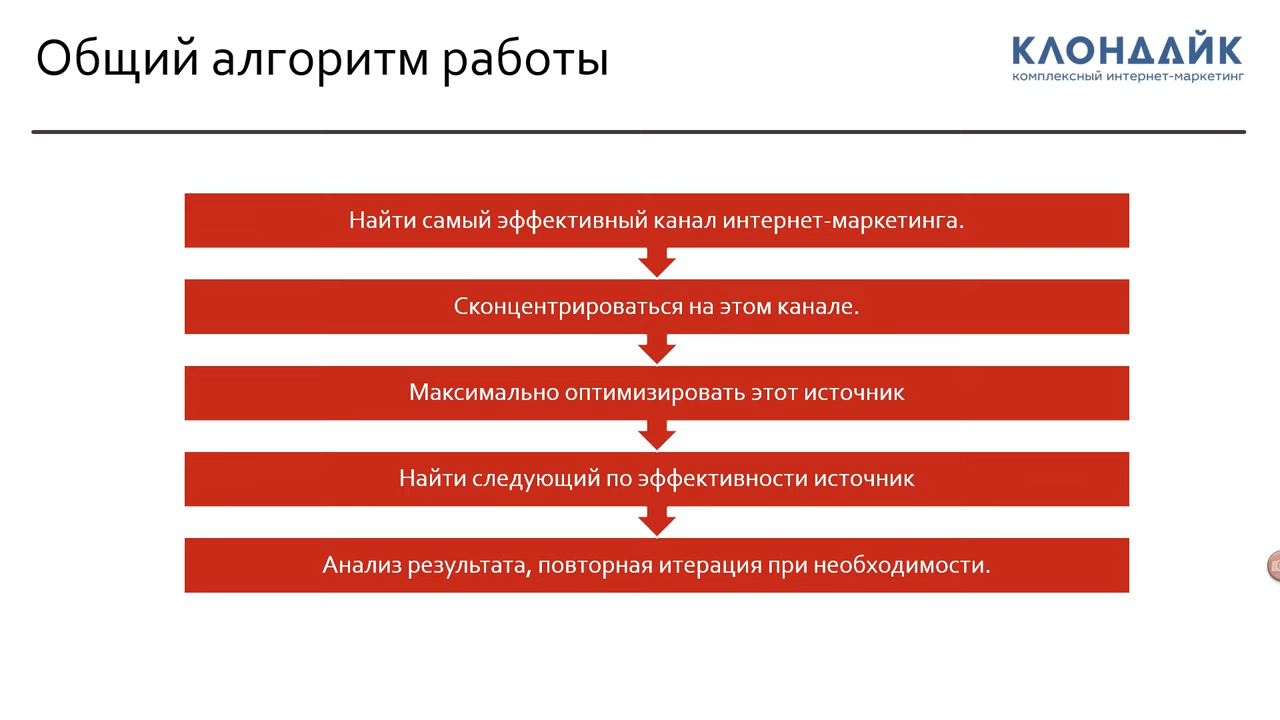 Общий алгоритм работы
КЛОНДАЙК
комплексный интернет-маркетинг
Найти самый эффективный канал интернет-маркетинга.
Сконцентрироваться на этом канале.
Максимально оптимизировать этот источник
Найти следующий по эффективности источник
Анализ результата, повторная итерация при необходимости.